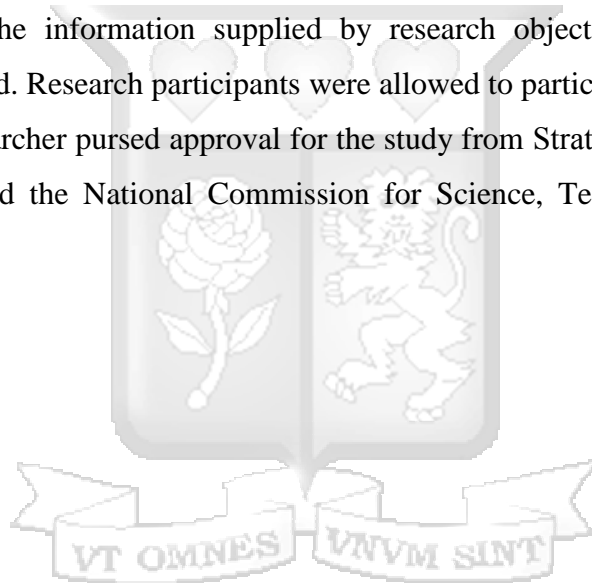 he information supplied by research object
d. Research participants were allowed to partic
archer pursed approval for the study from Strat
d the National Commission for Science, Te
VT OMNES VNVM SINT